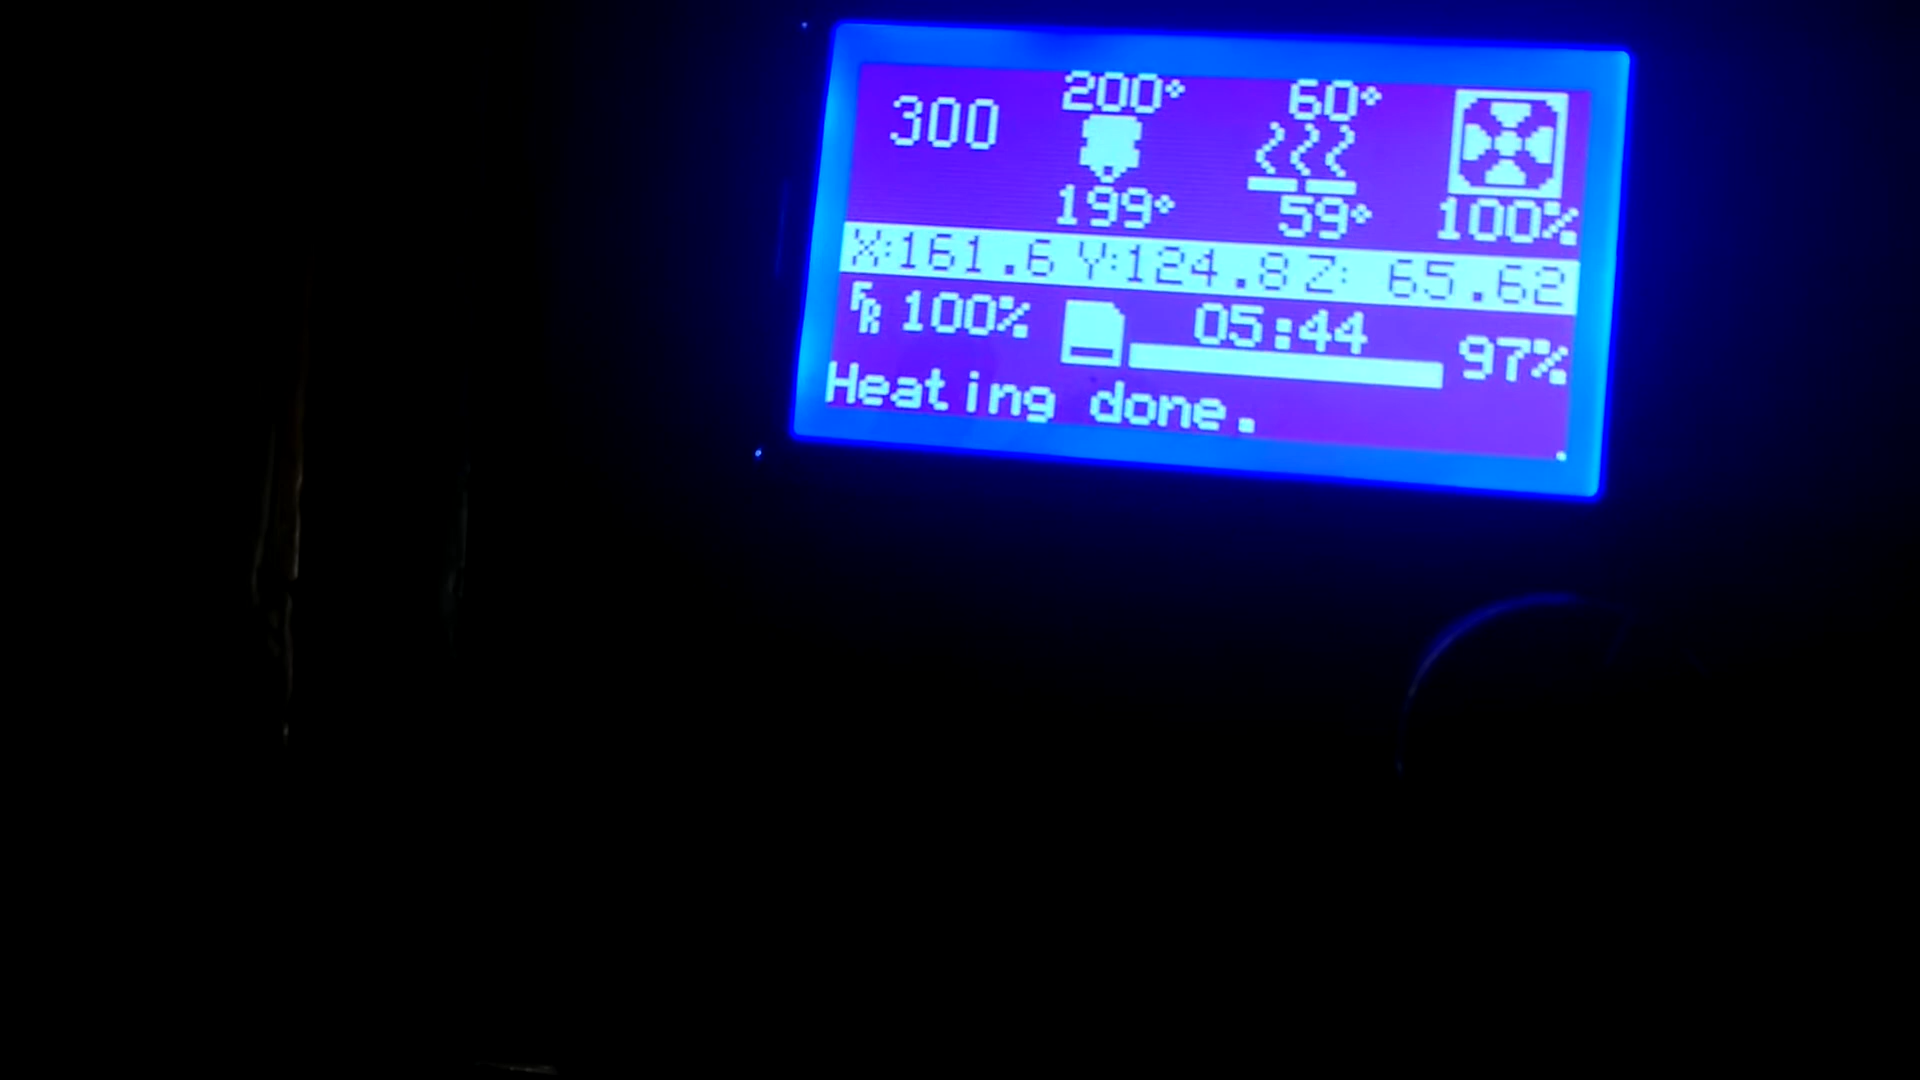 300 200° 60°
199° 59° 100%
X:161.6 Y:124.8 Z: 65.62
FR 100% 05:44 97%
Heating done.